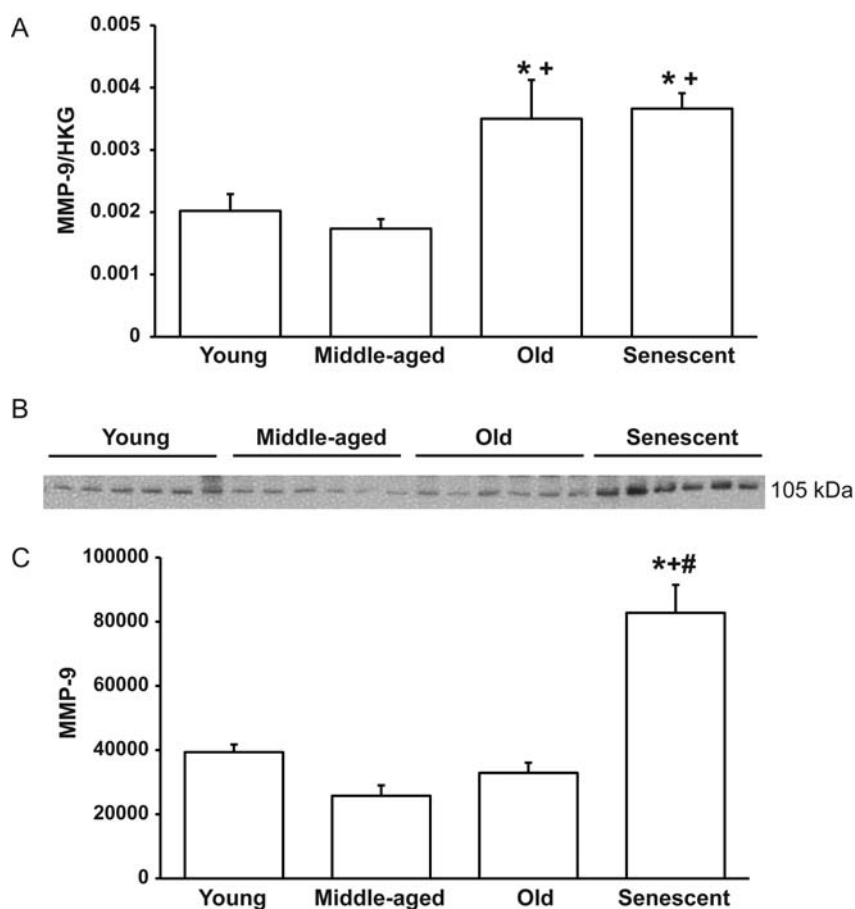 A
MMP-9/HKG
0.005
0.004
0.003
0.002
0.001
0
* +
* +
Young Middle-aged Old Senescent
B
Young Middle-aged Old Senescent
105 kDa
C
MMP-9
100000
80000
60000
40000
20000
0
*+#
Young Middle-aged Old Senescent